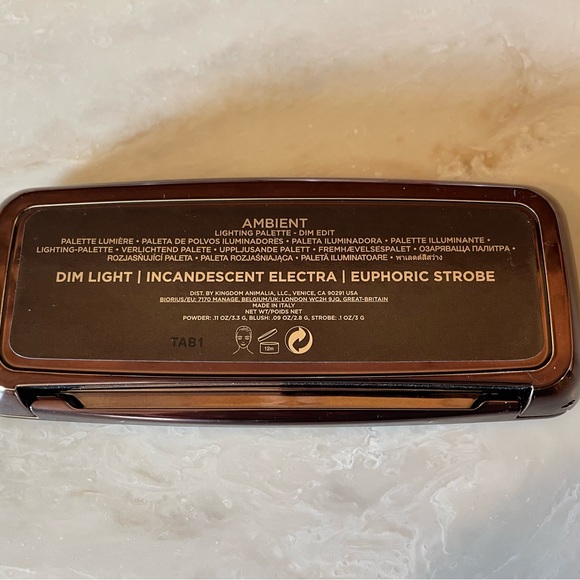 AMBIENT
LIGHTING PALETTE - DIM EDIT
PALETTE LUMIÈRE • PALETA DE POLVOS ILUMINADORES • PALETA ILUMINADORA • PALETTE ILLUMINANTE •
LIGHTING-PALETTE • VERLICHTEND PALETE • UPPLJUSANDE PALETT • FREMHÆVELSESPALET • ОЗАРЯВАЩА ПАЛИТРА •
ROZJASŇUJÍCÍ PALETA • PALETA ROZJAŚNIAJĄCA • PALETĂ ILUMINATOARE • พาเลตต์สีสว่าง
DIM LIGHT | INCANDESCENT ELECTRA | EUPHORIC STROBE
DIST. BY KINGDOM ANIMALIA, LLC., VENICE, CA 90291 USA
BIORIUS/EU: 7170 MANAGE, BELGIUM/UK: LONDON WC2H 9JQ, GREAT-BRITAIN
MADE IN ITALY
NET WT/POIDS NET
POWDER: .11 OZ/3.3 G, BLUSH: .09 OZ/2.8 G, STROBE: .1 OZ/3 G
TAB1
12m